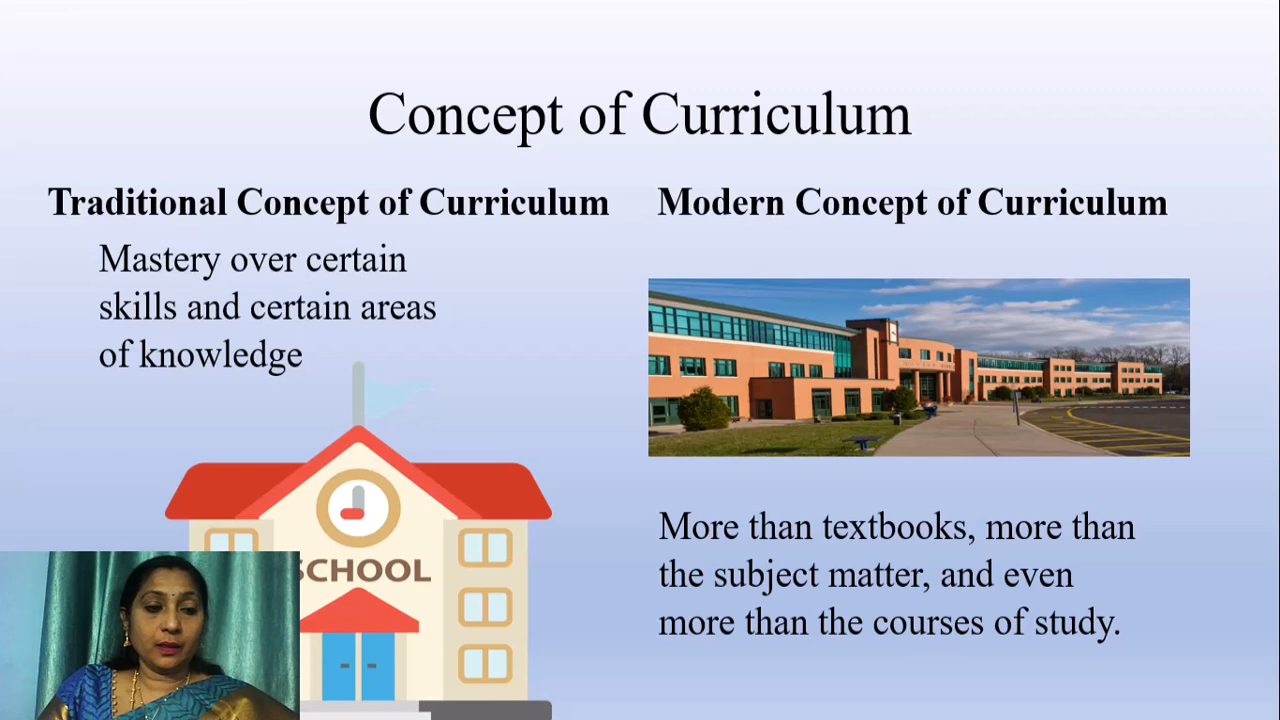 Concept of Curriculum
Traditional Concept of Curriculum
Mastery over certain
skills and certain areas
of knowledge
SCHOOL
Modern Concept of Curriculum
More than textbooks, more than
the subject matter, and even
more than the courses of study.